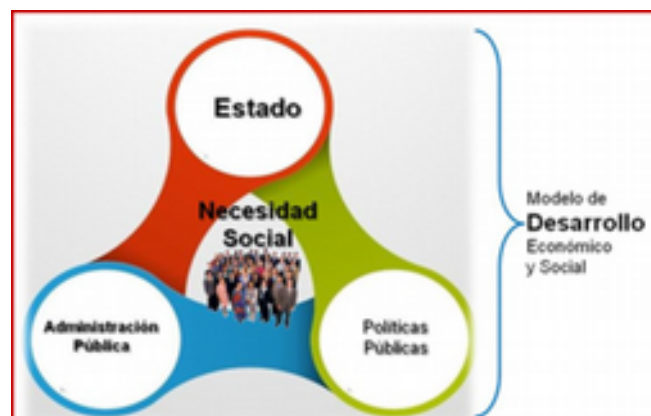 Estado
Necesidad
Social
Administración
Pública
Políticas
Públicas
Modelo de
Desarrollo
Económico
y Social